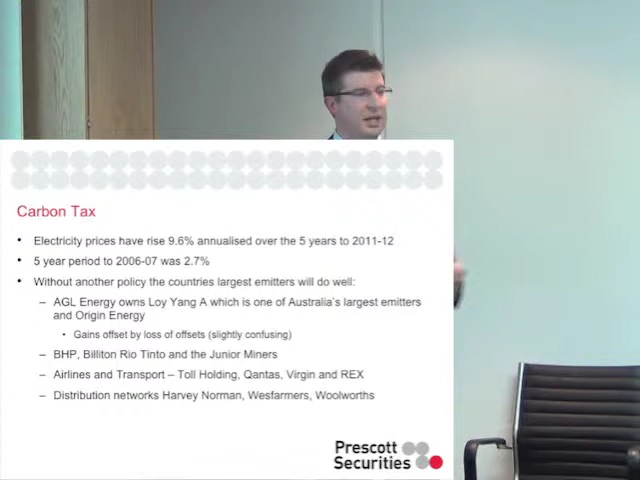 Carbon Tax
• Electricity prices have rise 9.6% annualised over the 5 years to 2011-12
• 5 year period to 2006-07 was 2.7%
• Without another policy the countries largest emitters will do well:
– AGL Energy owns Loy Yang A which is one of Australia's largest emitters
and Origin Energy
• Gains offset by loss of offsets (slightly confusing)
– BHP, Billiton Rio Tinto and the Junior Miners
– Airlines and Transport – Toll Holding, Qantas, Virgin and REX
– Distribution networks Harvey Norman, Wesfarmers, Woolworths
Prescott
Securities